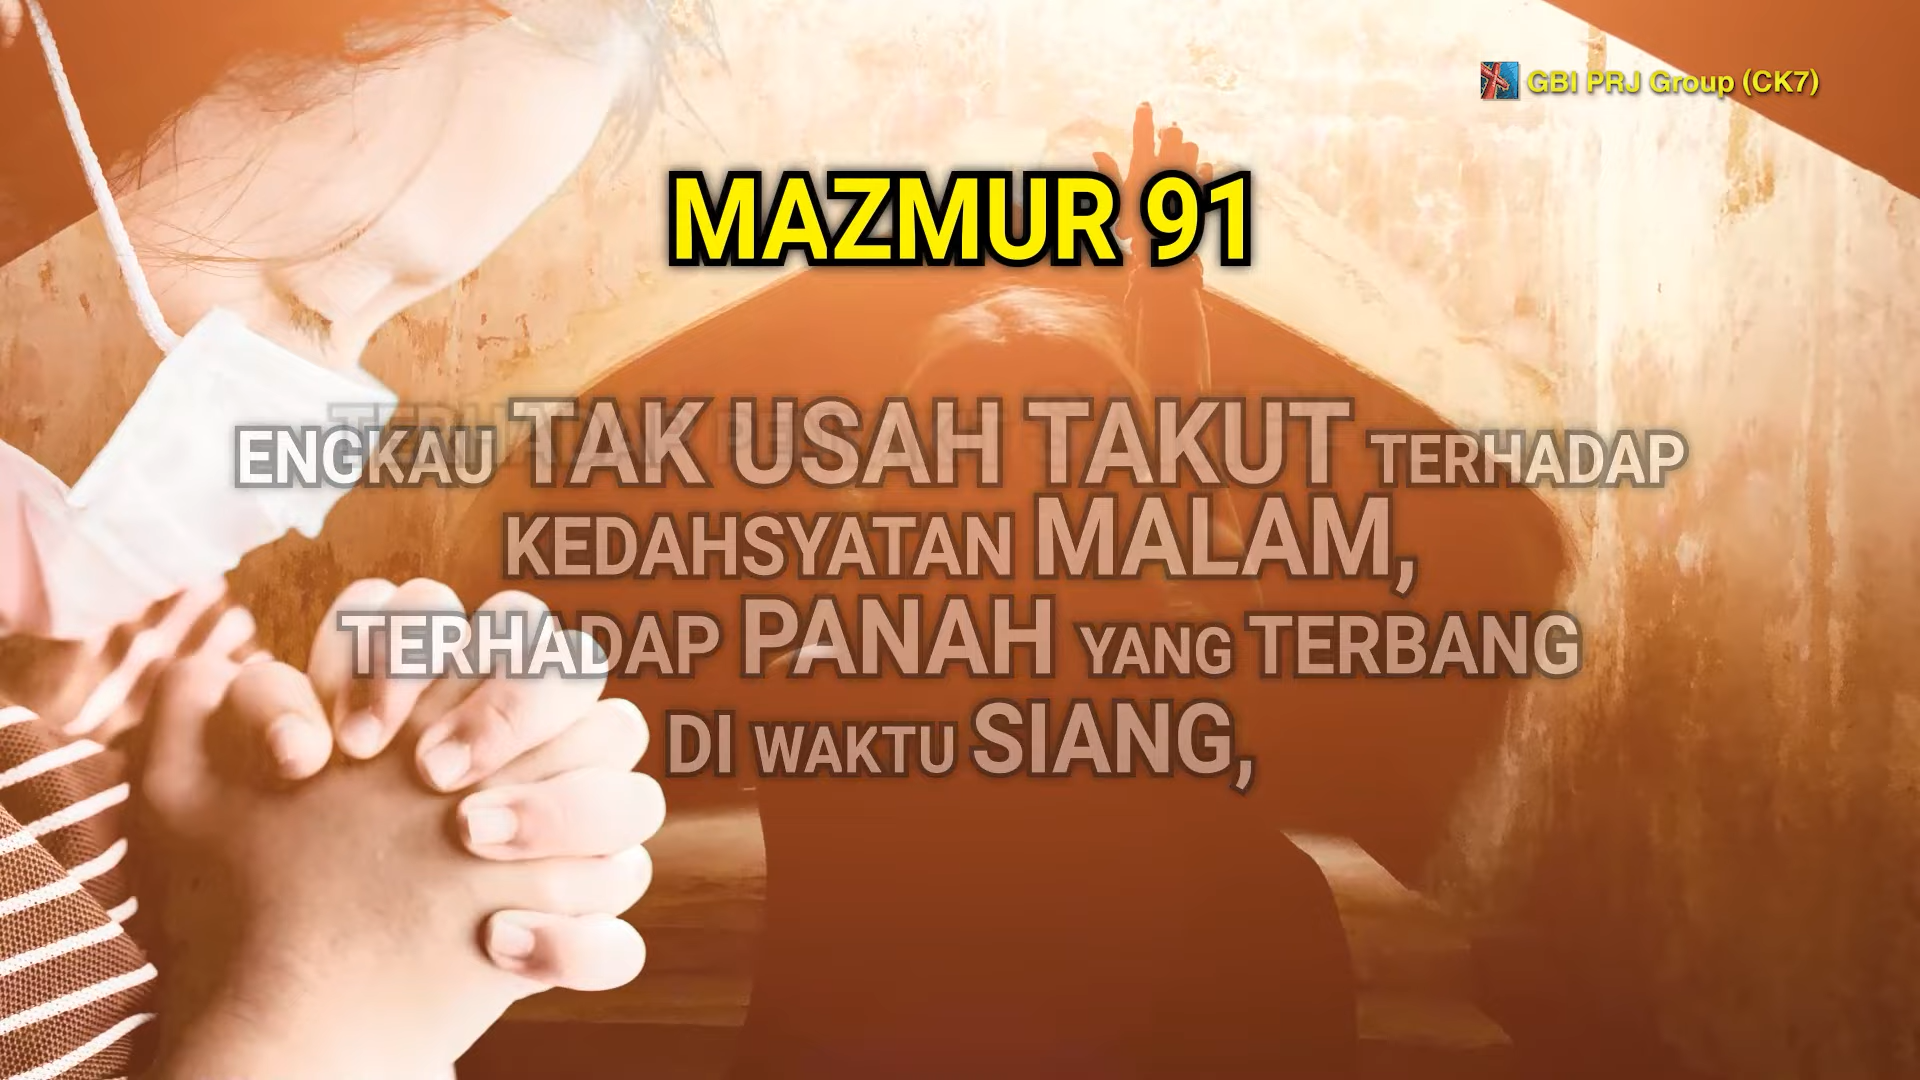 GBI PRJ Group (CK7)
MAZMUR 91
ENGKAU TAK USAH TAKUT TERHADAP
KEDAHSYATAN MALAM,
TERHADAP PANAH YANG TERBANG
DI WAKTU SIANG,